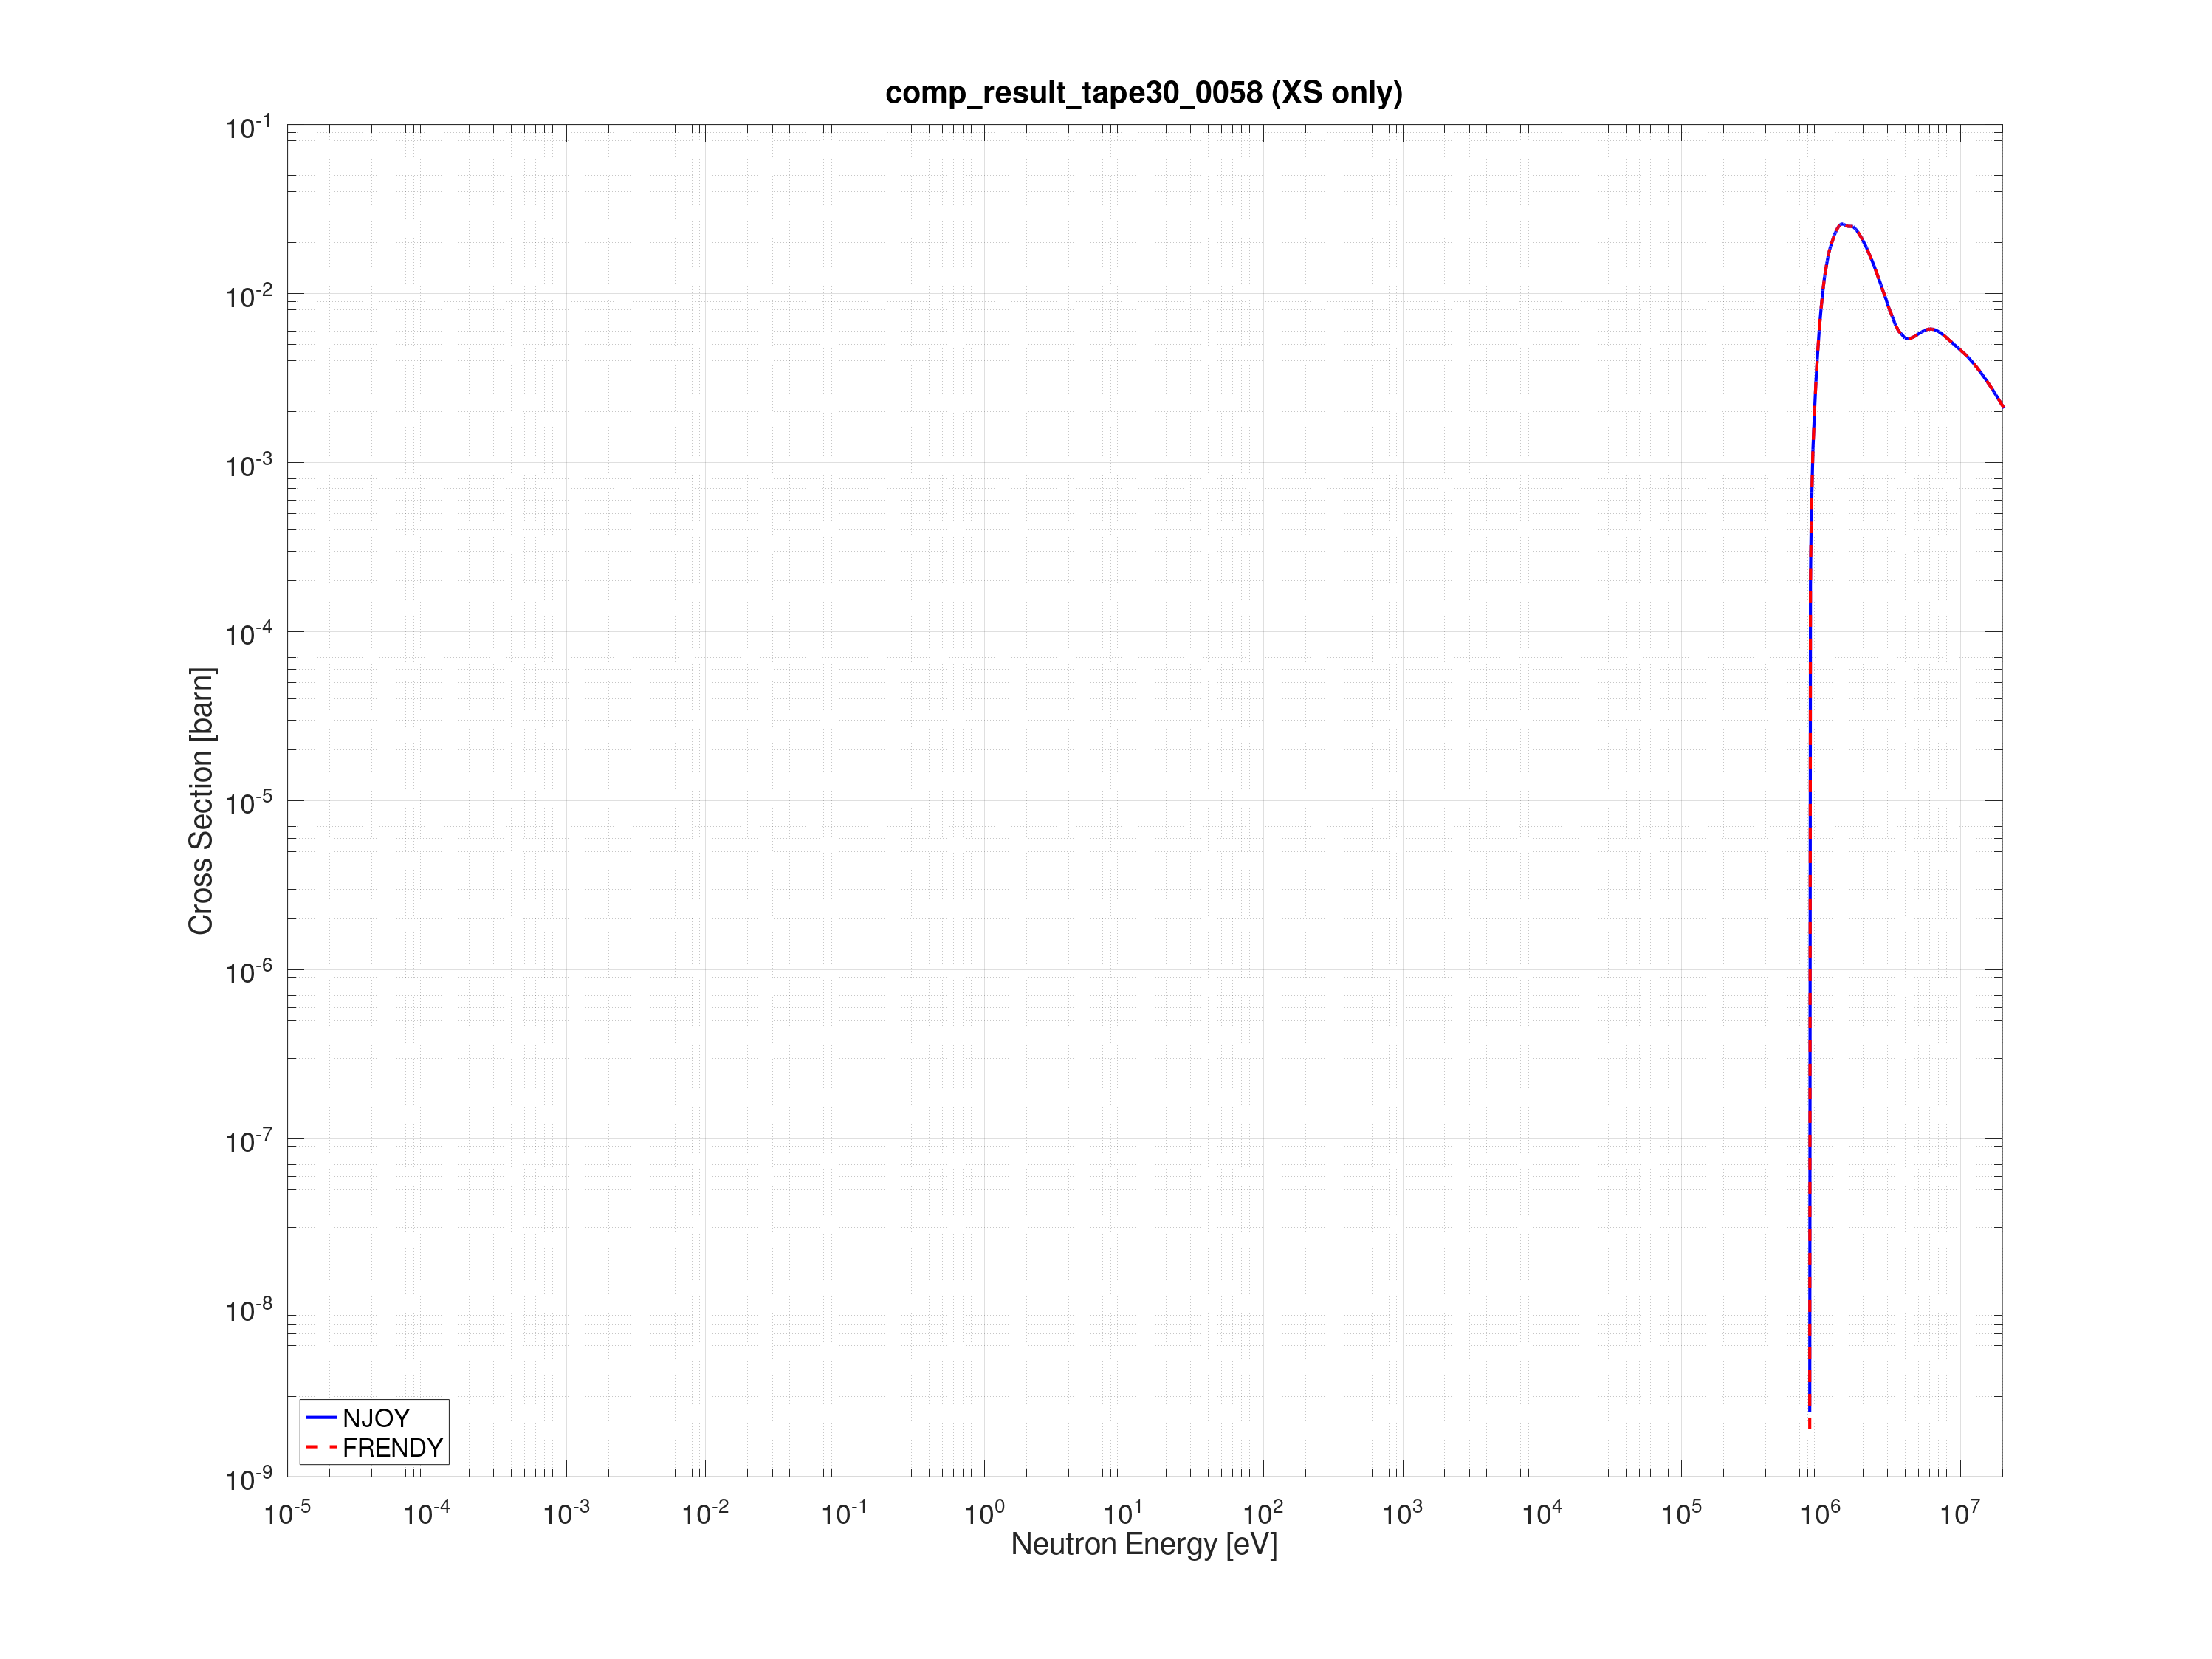 comp_result_tape30_0058 (XS only)
10^-1
10^-2
10^-3
10^-4
10^-5
10^-6
10^-7
10^-8
10^-9
Cross Section [barn]
NJOY
FRENDY
10^-5 10^-4 10^-3 10^-2 10^-1 10^0 10^1 10^2 10^3 10^4 10^5 10^6 10^7
Neutron Energy [eV]